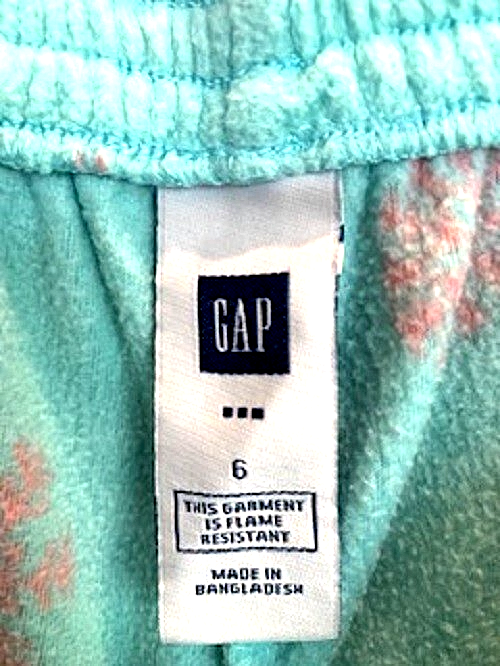 GAP
6
THIS GARMENT
IS FLAME
RESISTANT
MADE IN
BANGLADESH